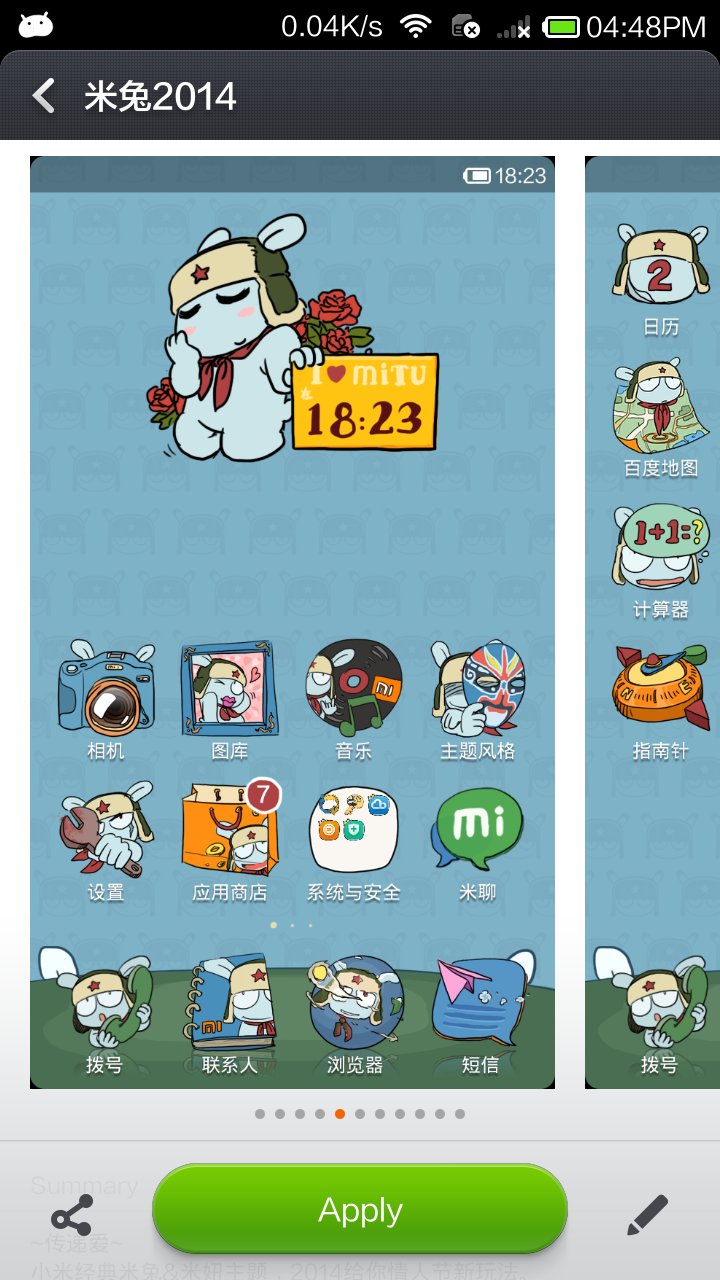 0.04K/s 04:48PM
米兔2014
18:23
I ♥ MiTU
18:23
2
日历
百度地图
1+1=?
计算器
N E
指南针
相机 图库 音乐 主题风格
7
mi
设置 应用商店 系统与安全 米聊
拨号 联系人 浏览器 短信 拨号
Summary
Apply
~传递爱~
小米经典米兔&米妞主题，2014给你情人节新玩法